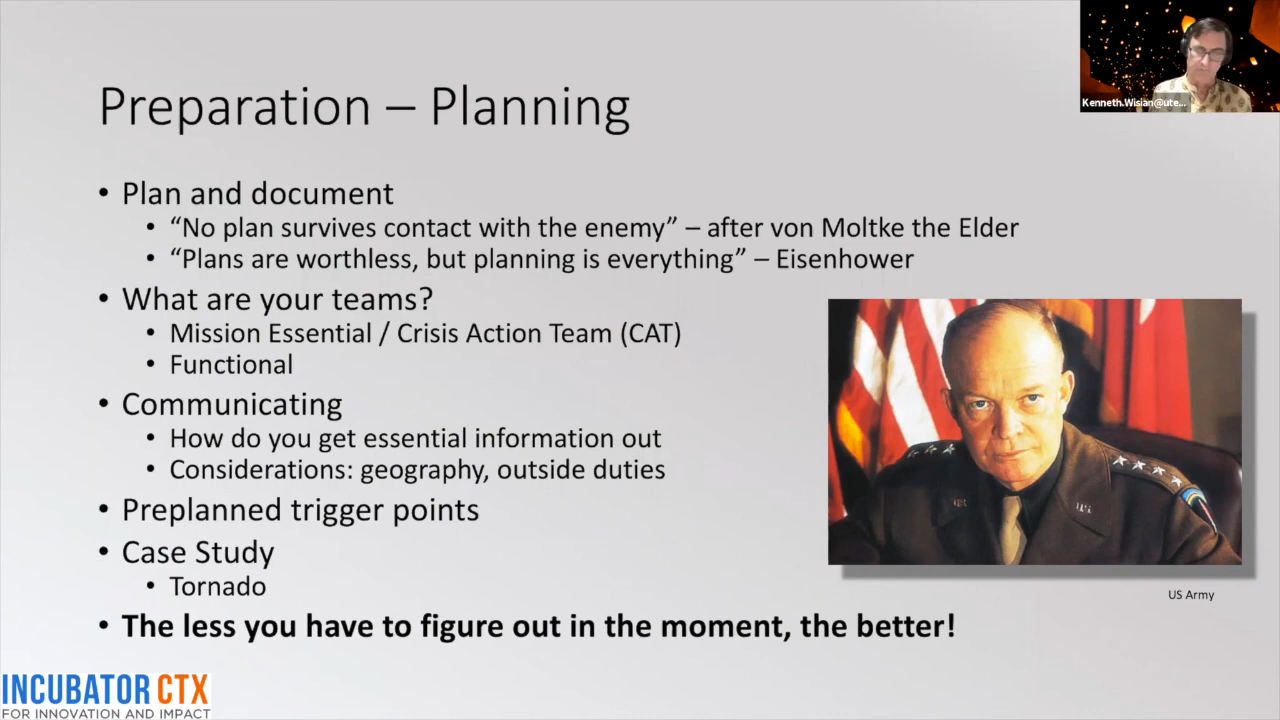 Kenneth.Wisian@ute...
Preparation – Planning
• Plan and document
• “No plan survives contact with the enemy” – after von Moltke the Elder
• “Plans are worthless, but planning is everything” – Eisenhower
• What are your teams?
• Mission Essential / Crisis Action Team (CAT)
• Functional
• Communicating
• How do you get essential information out
• Considerations: geography, outside duties
• Preplanned trigger points
• Case Study
• Tornado
• The less you have to figure out in the moment, the better!
US Army
INCUBATOR CTX
FOR INNOVATION AND IMPACT